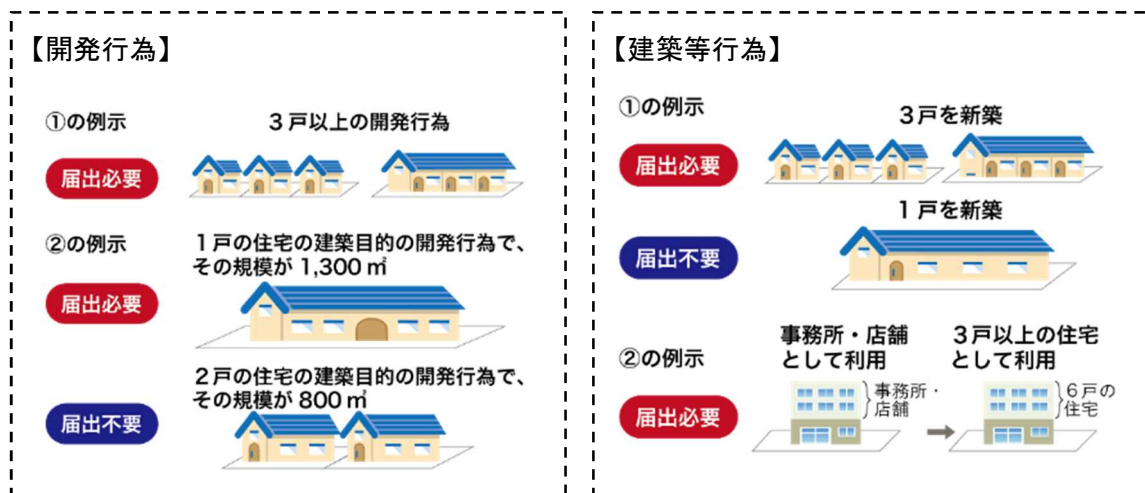 【開発行為】
①の例示
3戸以上の開発行為
届出必要
②の例示
1戸の住宅の建築目的の開発行為で、
その規模が 1,300 ㎡
届出必要
2戸の住宅の建築目的の開発行為で、
その規模が 800 ㎡
届出不要
【建築等行為】
①の例示
3戸を新築
届出必要
1戸を新築
届出不要
②の例示
事務所・店舗
として利用
3戸以上の住宅
として利用
届出必要
事務所・
店舗
6戸の
住宅